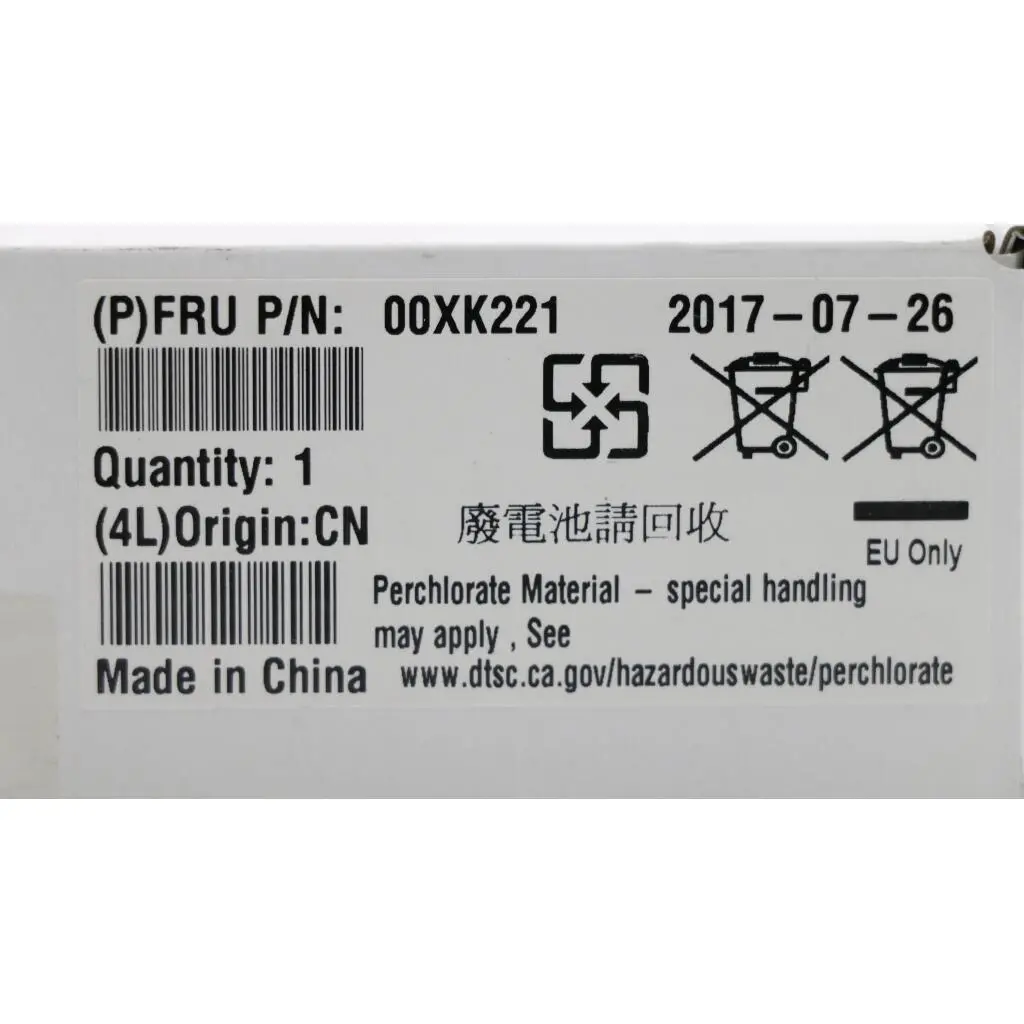 (P)FRU P/N: 00XK221 2017-07-26
Quantity: 1
(4L)Origin:CN
廢電池請回收
EU Only
Perchlorate Material - special handling
may apply , See
Made in China www.dtsc.ca.gov/hazardouswaste/perchlorate